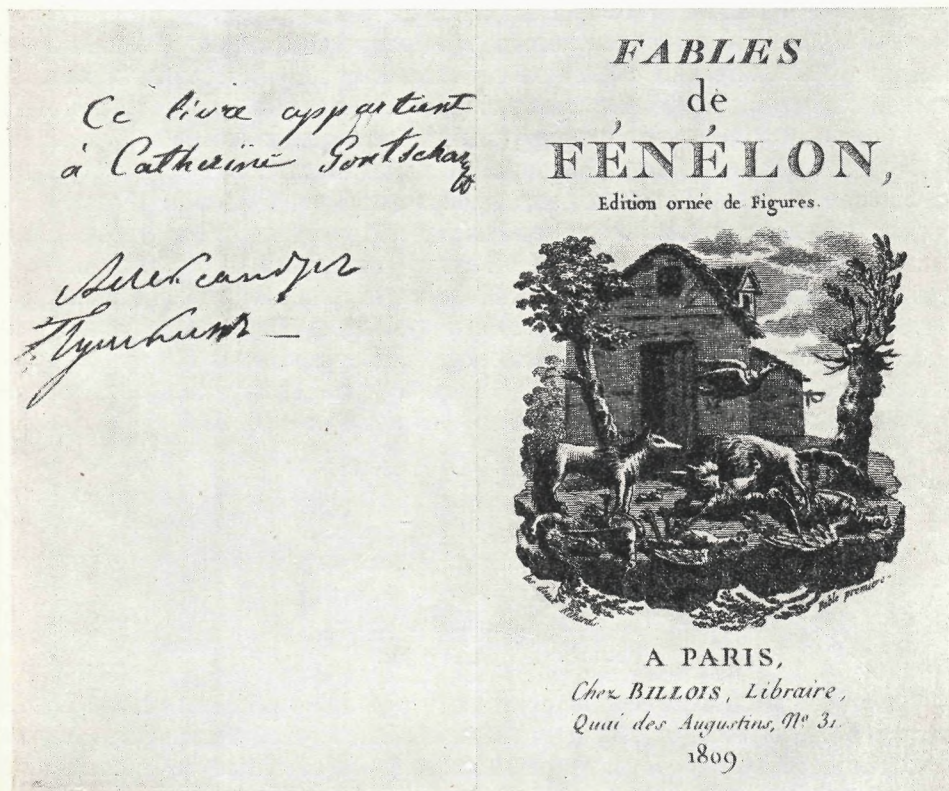 Ce livre appartient
à Catherine Gontscharoff
Александръ
Пушкинъ
FABLES
de
FÉNÉLON,
Edition ornée de Figures.
Fable premiere.
A PARIS,
Chez BILLOIS, Libraire,
Quai des Augustins, Nº 31.
1809